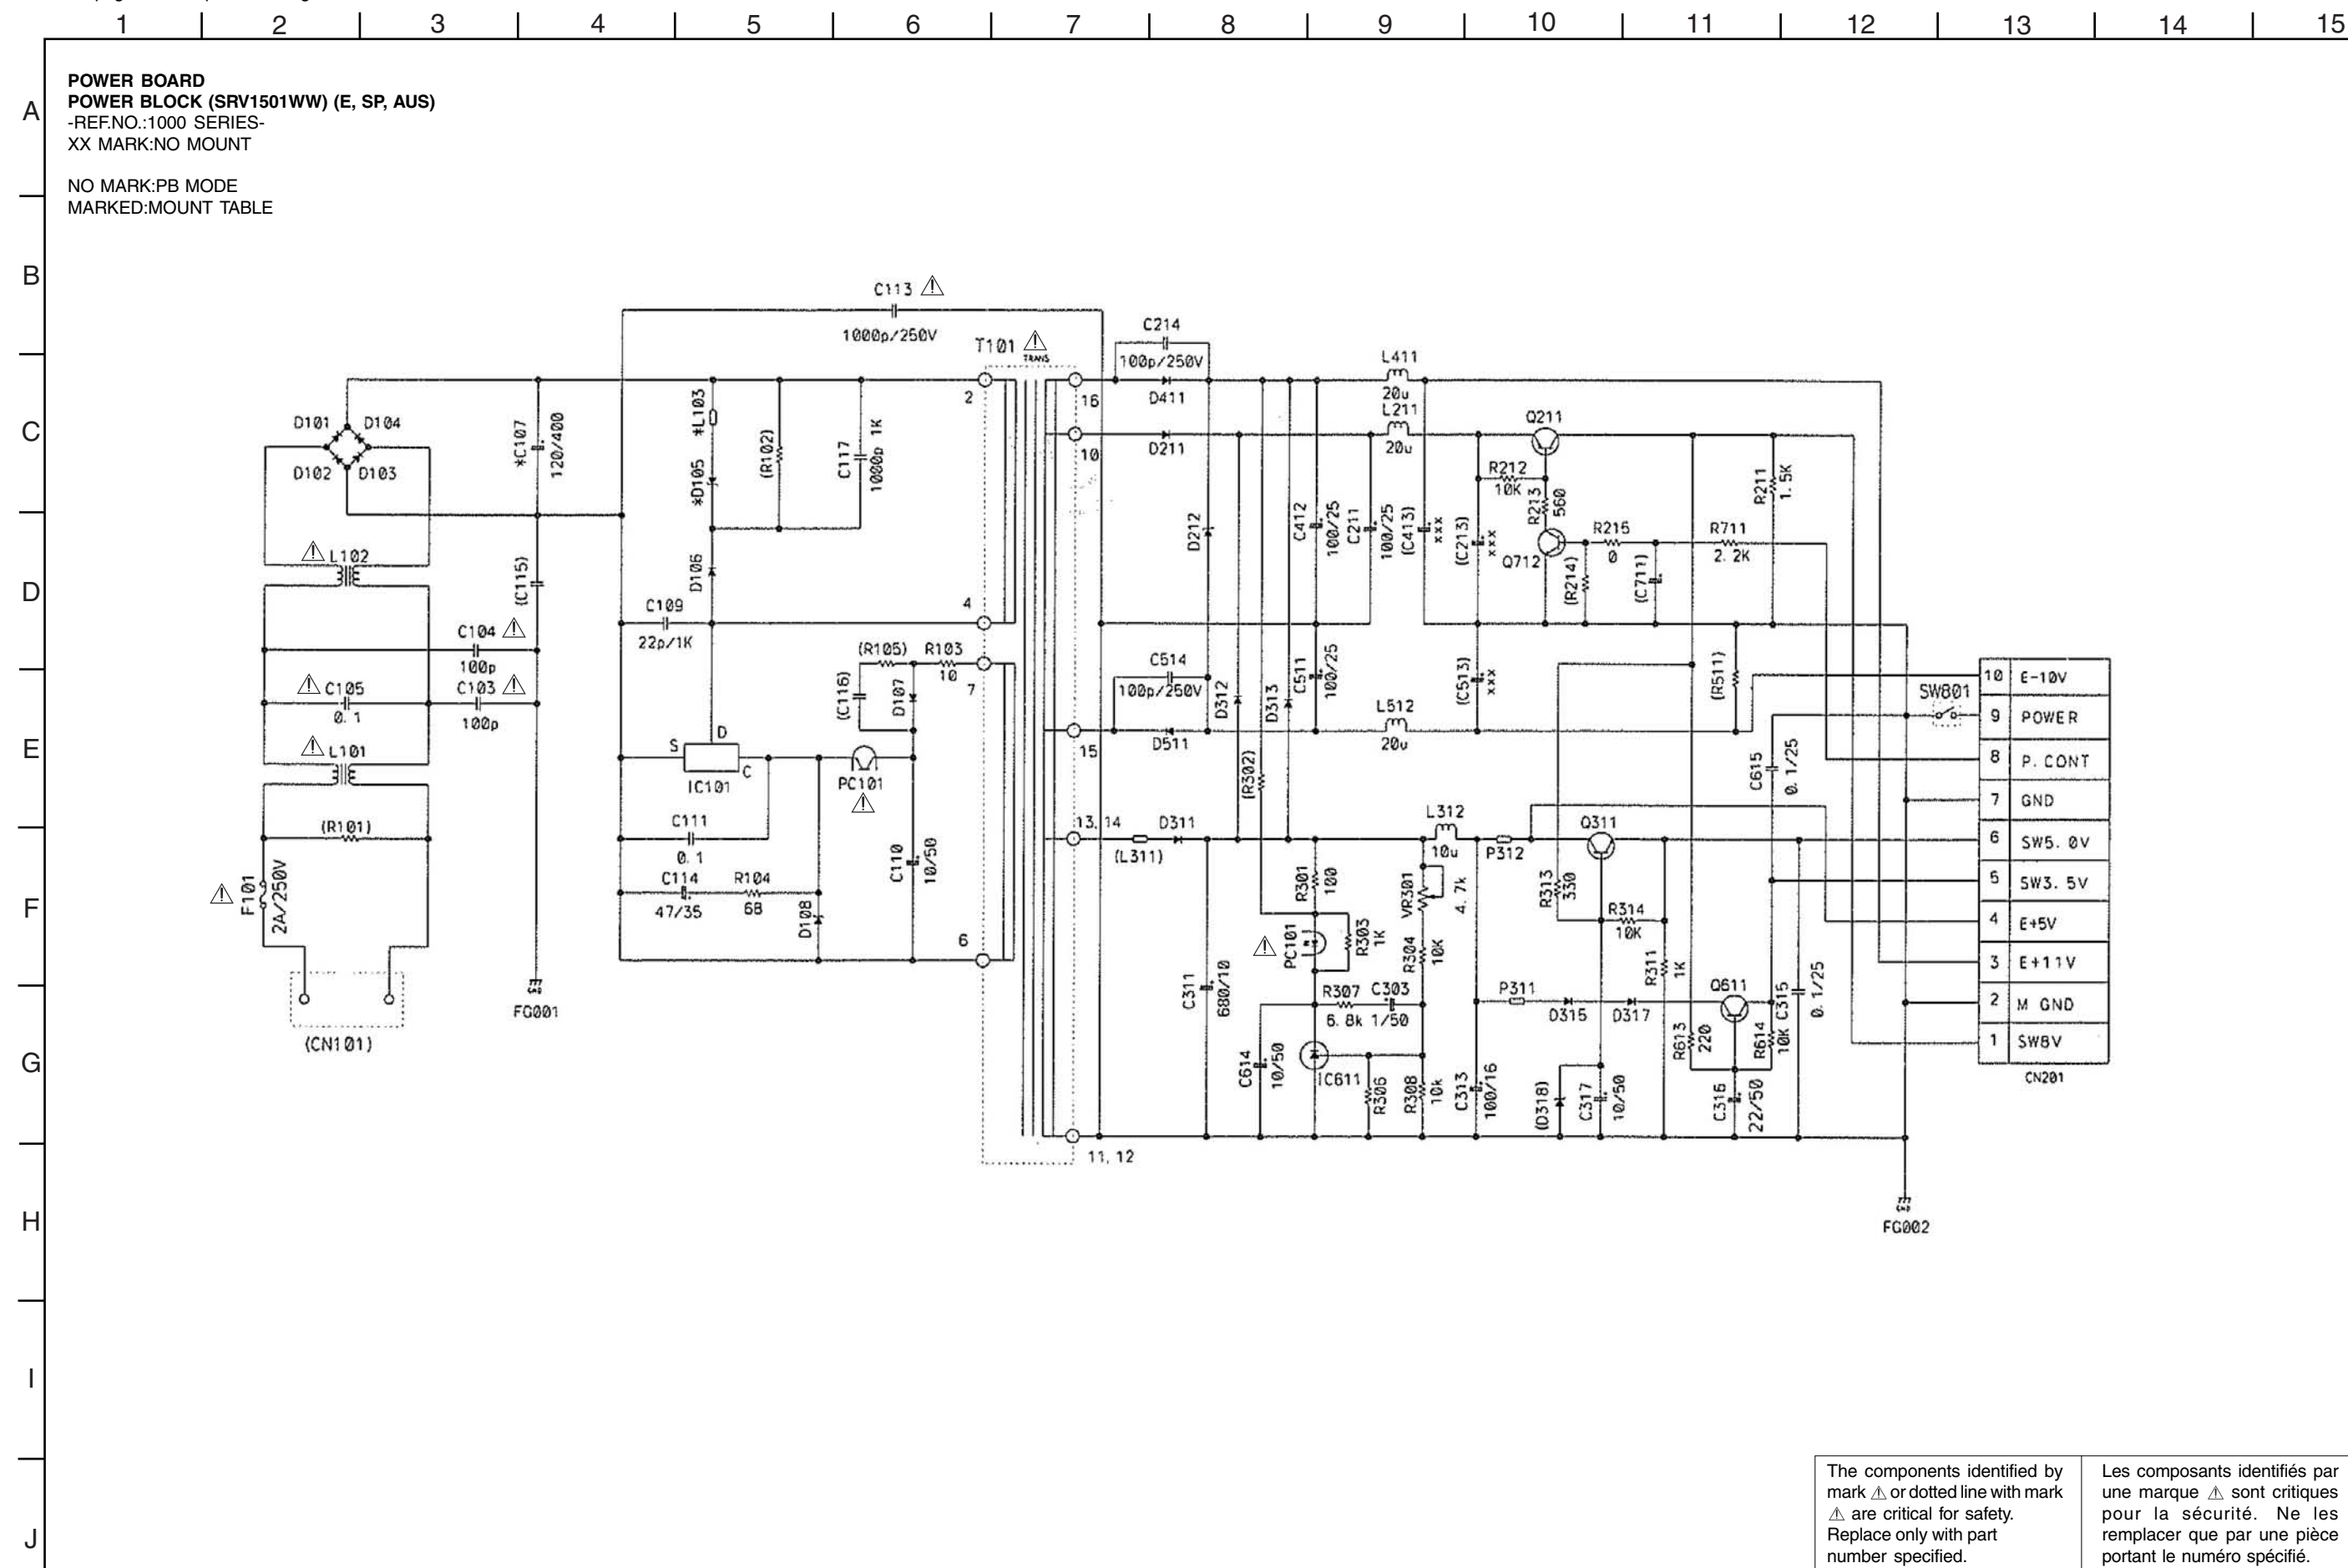 1 2 3 4 5 6 7 8 9 10 11 12 13 14 15
A
B
C
D
E
F
G
H
I
J
POWER BOARD
POWER BLOCK (SRV1501WW) (E, SP, AUS)
-REF.NO.:1000 SERIES-
XX MARK:NO MOUNT
NO MARK:PB MODE
MARKED:MOUNT TABLE
C113 ⚠
1000p/250V
T101 ⚠
TRANS
C214
100p/250V
D411
L411
20u
L211
20u
D211
2
16
10
D101
D104
D102
D103
*C107
120/400
*L103
*D105
(R102)
C117
1000p 1K
D106
⚠ L102
(C115)
C109
22p/1K
4
C104 ⚠
100p
⚠ C105
0.1
C103 ⚠
100p
⚠ L101
(R101)
⚠ F101
2A/250V
(CN101)
FG001
(R105)
R103
10
7
(C116)
D107
S
D
C
IC101
PC101
⚠
C111
0.1
C114
47/35
R104
68
D108
C110
10/50
6
D212
C412
100/25
C211
100/25
(C413)
xxx
(C213)
xxx
Q211
R212
10K
R213
560
Q712
R215
0
(R214)
(C711)
R711
2.2K
R211
1.5K
C514
100p/250V
D511
15
D312
D313
C511
100/25
L512
20u
(C513)
xxx
(R511)
(R302)
13, 14
(L311)
D311
L312
10u
P312
Q311
C615
0.1/25
SW801
R301
100
VR301
4.7k
⚠ PC101
R303
1K
R304
10K
R313
330
R314
10K
R311
1K
C311
680/10
R307
6.8k
C303
1/50
P311
D315
D317
Q611
C315
0.1/25
C614
10/50
IC611
R306
R308
10k
C313
100/16
(D318)
C317
10/50
R613
220
R614
10K
C316
22/50
11, 12
FG002
10 E-10V
9 POWER
8 P. CONT
7 GND
6 SW5. 0V
5 SW3. 5V
4 E+5V
3 E+11V
2 M GND
1 SW8V
CN201
The components identified by
mark ⚠ or dotted line with mark
⚠ are critical for safety.
Replace only with part
number specified.
Les composants identifiés par
une marque ⚠ sont critiques
pour la sécurité. Ne les
remplacer que par une pièce
portant le numéro spécifié.